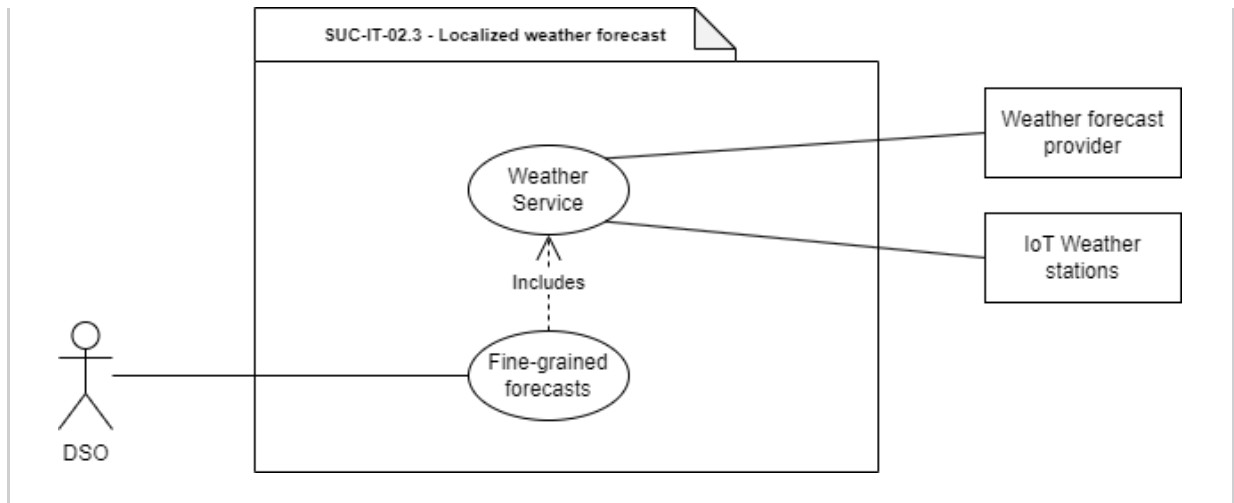 SUC-IT-02.3 - Localized weather forecast
Weather forecast
provider
Weather
Service
IoT Weather
stations
Includes
Fine-grained
forecasts
DSO